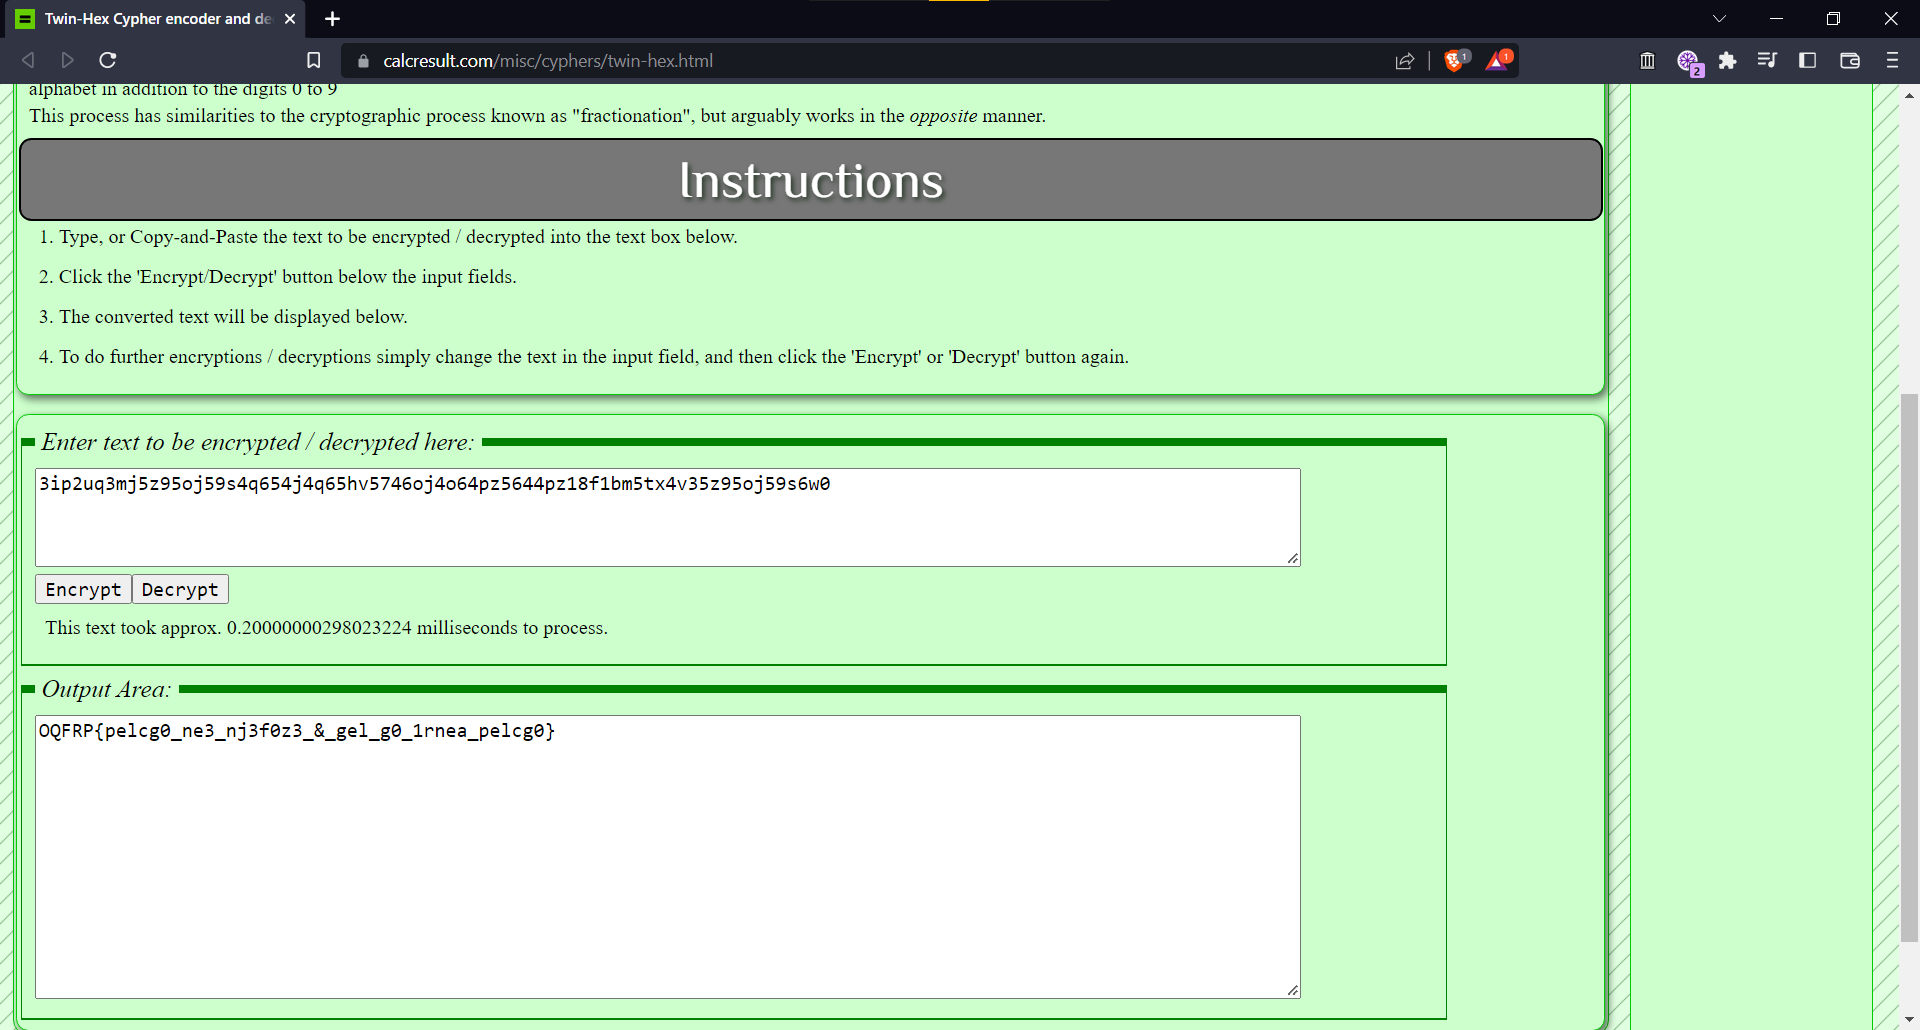 Twin-Hex Cypher encoder and de
calcresult.com/misc/cyphers/twin-hex.html
1
1
2
alphabet in addition to the digits 0 to 9
This process has similarities to the cryptographic process known as "fractionation", but arguably works in the opposite manner.
Instructions
1. Type, or Copy-and-Paste the text to be encrypted / decrypted into the text box below.
2. Click the 'Encrypt/Decrypt' button below the input fields.
3. The converted text will be displayed below.
4. To do further encryptions / decryptions simply change the text in the input field, and then click the 'Encrypt' or 'Decrypt' button again.
Enter text to be encrypted / decrypted here:
3ip2uq3mj5z95oj59s4q654j4q65hv5746oj4o64pz5644pz18f1bm5tx4v35z95oj59s6w0
Encrypt Decrypt
This text took approx. 0.20000000298023224 milliseconds to process.
Output Area:
OQFRP{pelcg0_ne3_nj3f0z3_&_gel_g0_1rnea_pelcg0}